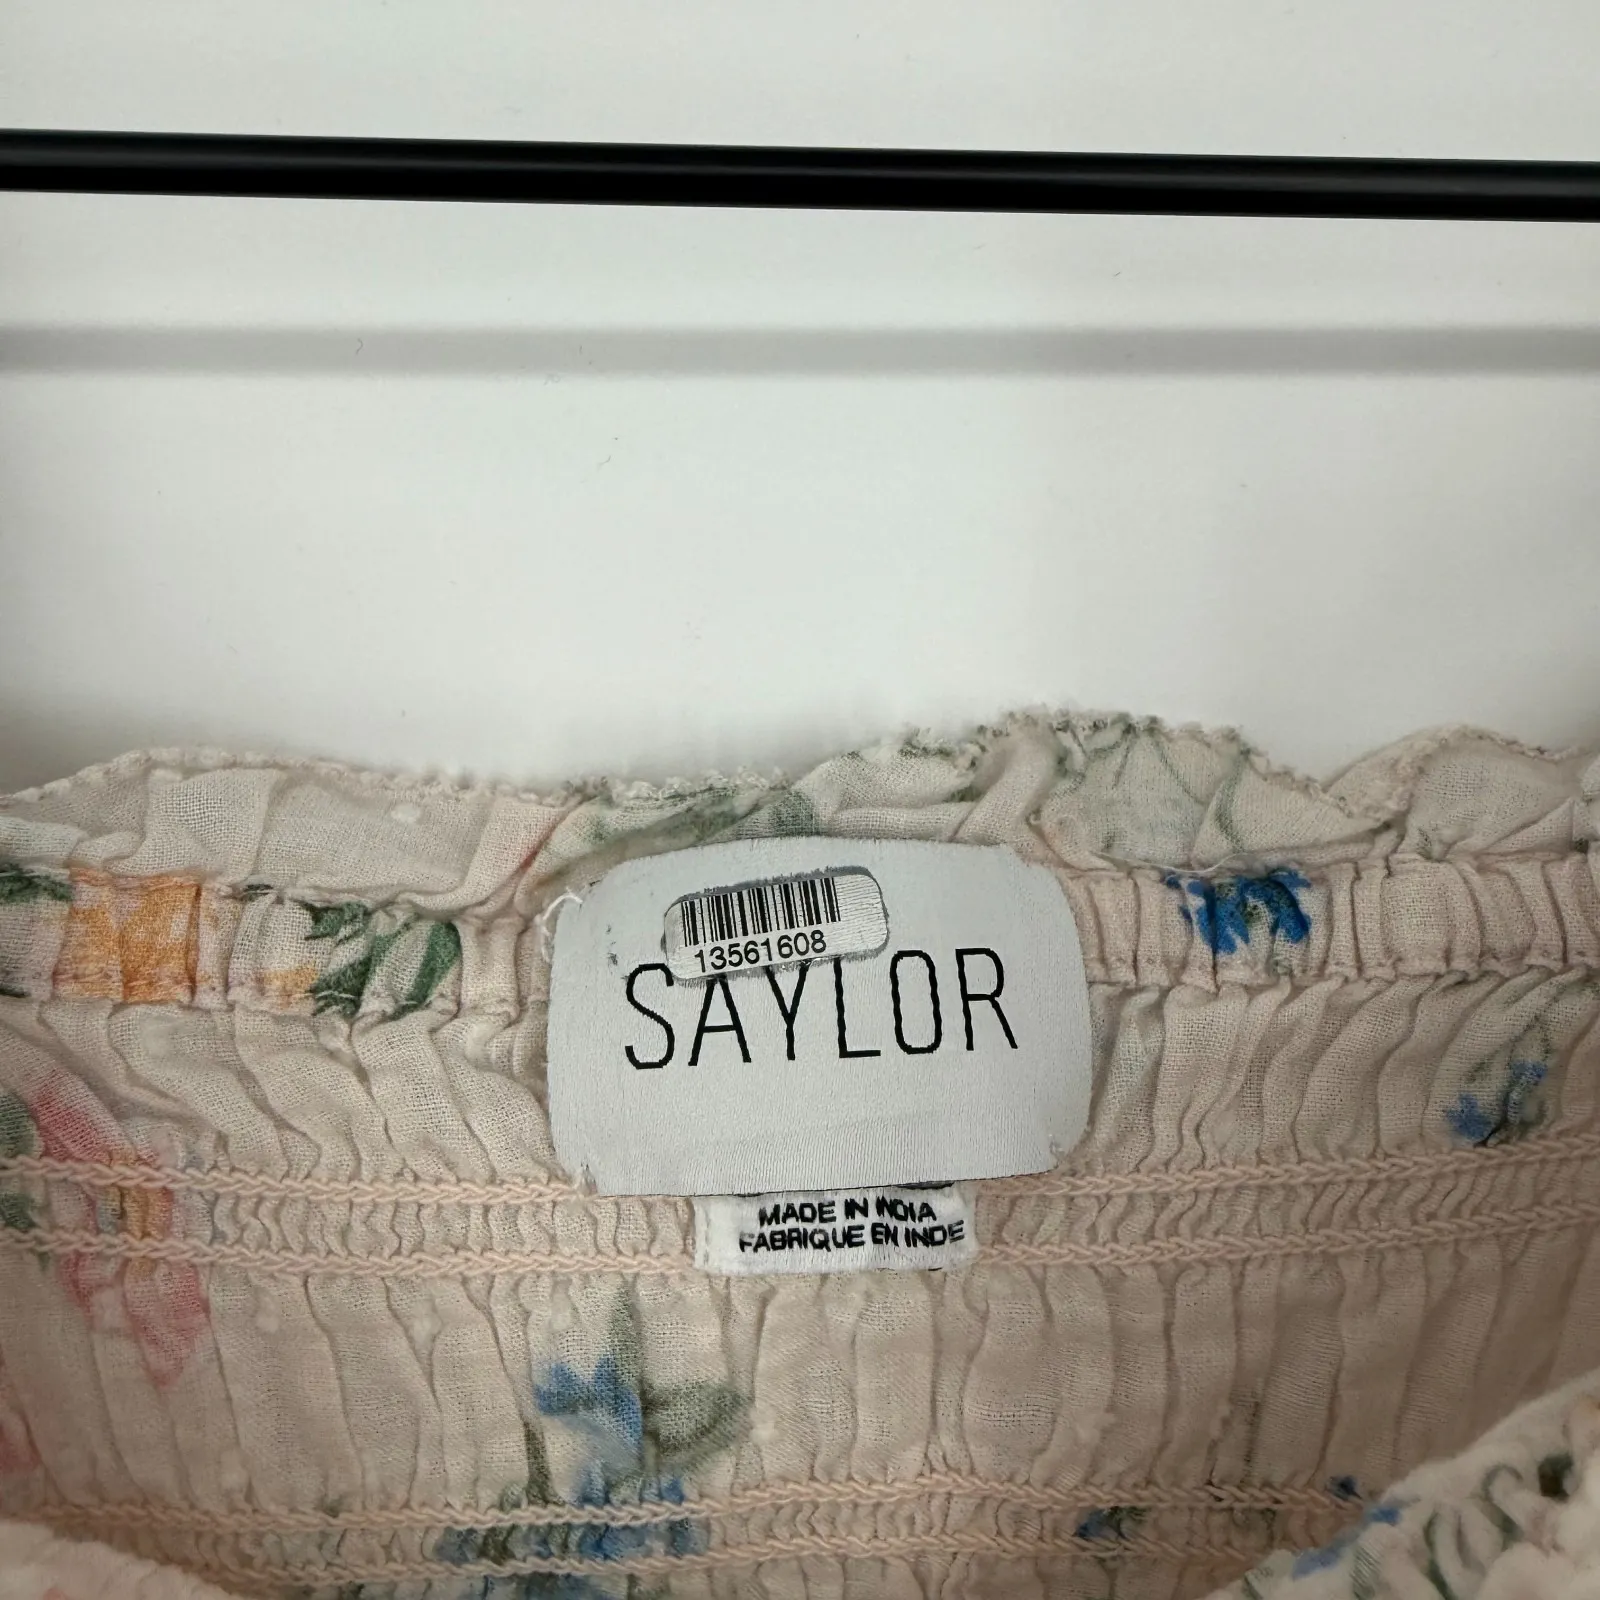 13561608
SAYLOR
MADE IN INDIA
FABRIQUE EN INDE